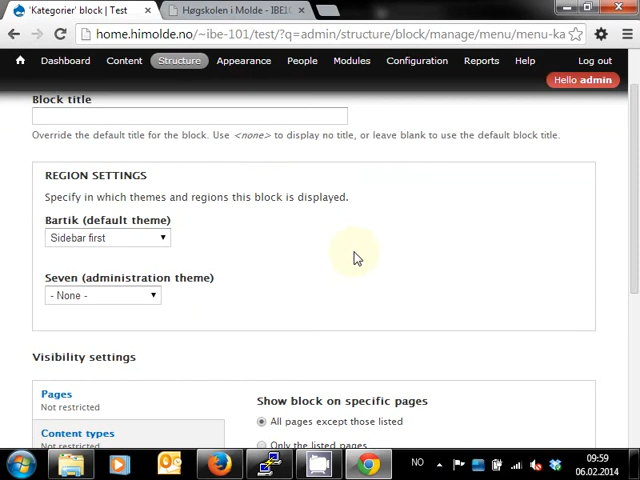 'Kategorier' block | Test
Høgskolen i Molde - IBE10
home.himolde.no/~ibe-101/test/?q=admin/structure/block/manage/menu/menu-ka
Dashboard Content Structure Appearance People Modules Configuration Reports Help Log out
Hello admin
Block title
Override the default title for the block. Use <none> to display no title, or leave blank to use the default block title.
REGION SETTINGS
Specify in which themes and regions this block is displayed.
Bartik (default theme)
Sidebar first
Seven (administration theme)
- None -
Visibility settings
Pages
Not restricted
Show block on specific pages
All pages except those listed
Content types
Not restricted
Only the listed pages
NO
09:59
06.02.2014